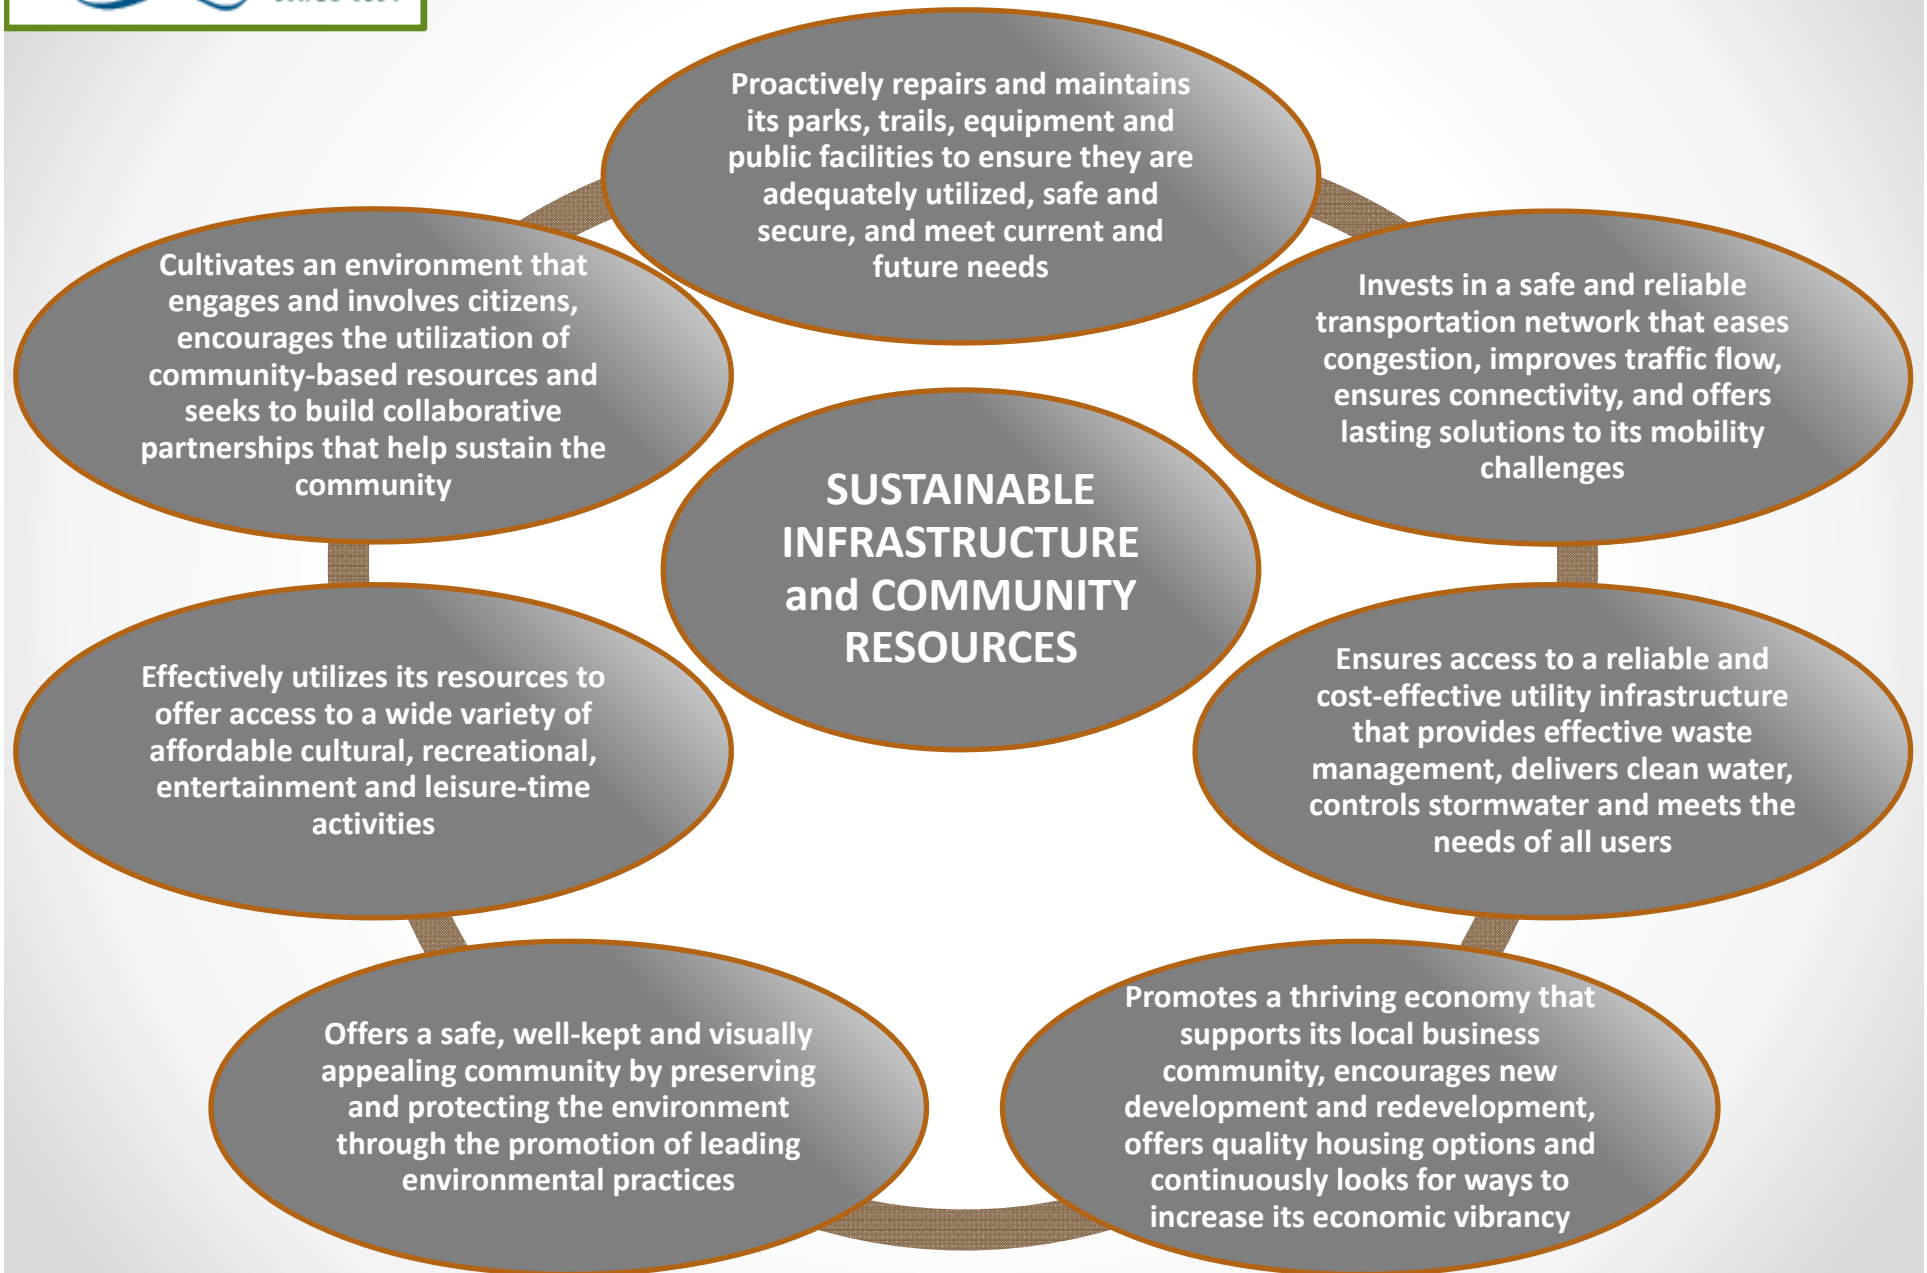 Proactively repairs and maintains
its parks, trails, equipment and
public facilities to ensure they are
adequately utilized, safe and
secure, and meet current and
future needs
Invests in a safe and reliable
transportation network that eases
congestion, improves traffic flow,
ensures connectivity, and offers
lasting solutions to its mobility
challenges
Ensures access to a reliable and
cost-effective utility infrastructure
that provides effective waste
management, delivers clean water,
controls stormwater and meets the
needs of all users
Promotes a thriving economy that
supports its local business
community, encourages new
development and redevelopment,
offers quality housing options and
continuously looks for ways to
increase its economic vibrancy
Offers a safe, well-kept and visually
appealing community by preserving
and protecting the environment
through the promotion of leading
environmental practices
Effectively utilizes its resources to
offer access to a wide variety of
affordable cultural, recreational,
entertainment and leisure-time
activities
Cultivates an environment that
engages and involves citizens,
encourages the utilization of
community-based resources and
seeks to build collaborative
partnerships that help sustain the
community
SUSTAINABLE
INFRASTRUCTURE
and COMMUNITY
RESOURCES